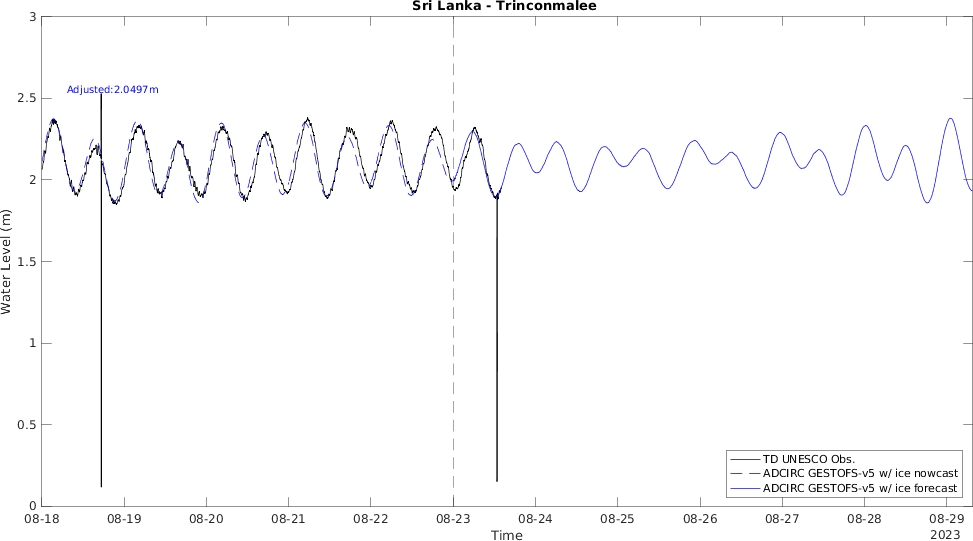 Sri Lanka - Trinconmalee
3
2.5
2
1.5
1
0.5
0
Water Level (m)
Adjusted:2.0497m
TD UNESCO Obs.
ADCIRC GESTOFS-v5 w/ ice nowcast
ADCIRC GESTOFS-v5 w/ ice forecast
08-18 08-19 08-20 08-21 08-22 08-23 08-24 08-25 08-26 08-27 08-28 08-29
2023
Time